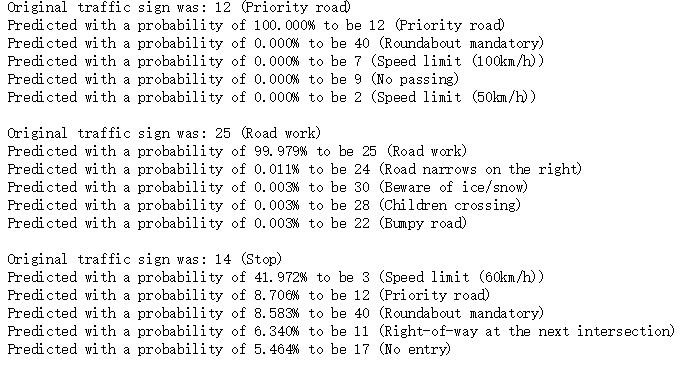 Original traffic sign was: 12 (Priority road)
Predicted with a probability of 100.000% to be 12 (Priority road)
Predicted with a probability of 0.000% to be 40 (Roundabout mandatory)
Predicted with a probability of 0.000% to be 7 (Speed limit (100km/h))
Predicted with a probability of 0.000% to be 9 (No passing)
Predicted with a probability of 0.000% to be 2 (Speed limit (50km/h))
Original traffic sign was: 25 (Road work)
Predicted with a probability of 99.979% to be 25 (Road work)
Predicted with a probability of 0.011% to be 24 (Road narrows on the right)
Predicted with a probability of 0.003% to be 30 (Beware of ice/snow)
Predicted with a probability of 0.003% to be 28 (Children crossing)
Predicted with a probability of 0.003% to be 22 (Bumpy road)
Original traffic sign was: 14 (Stop)
Predicted with a probability of 41.972% to be 3 (Speed limit (60km/h))
Predicted with a probability of 8.706% to be 12 (Priority road)
Predicted with a probability of 8.583% to be 40 (Roundabout mandatory)
Predicted with a probability of 6.340% to be 11 (Right-of-way at the next intersection)
Predicted with a probability of 5.464% to be 17 (No entry)